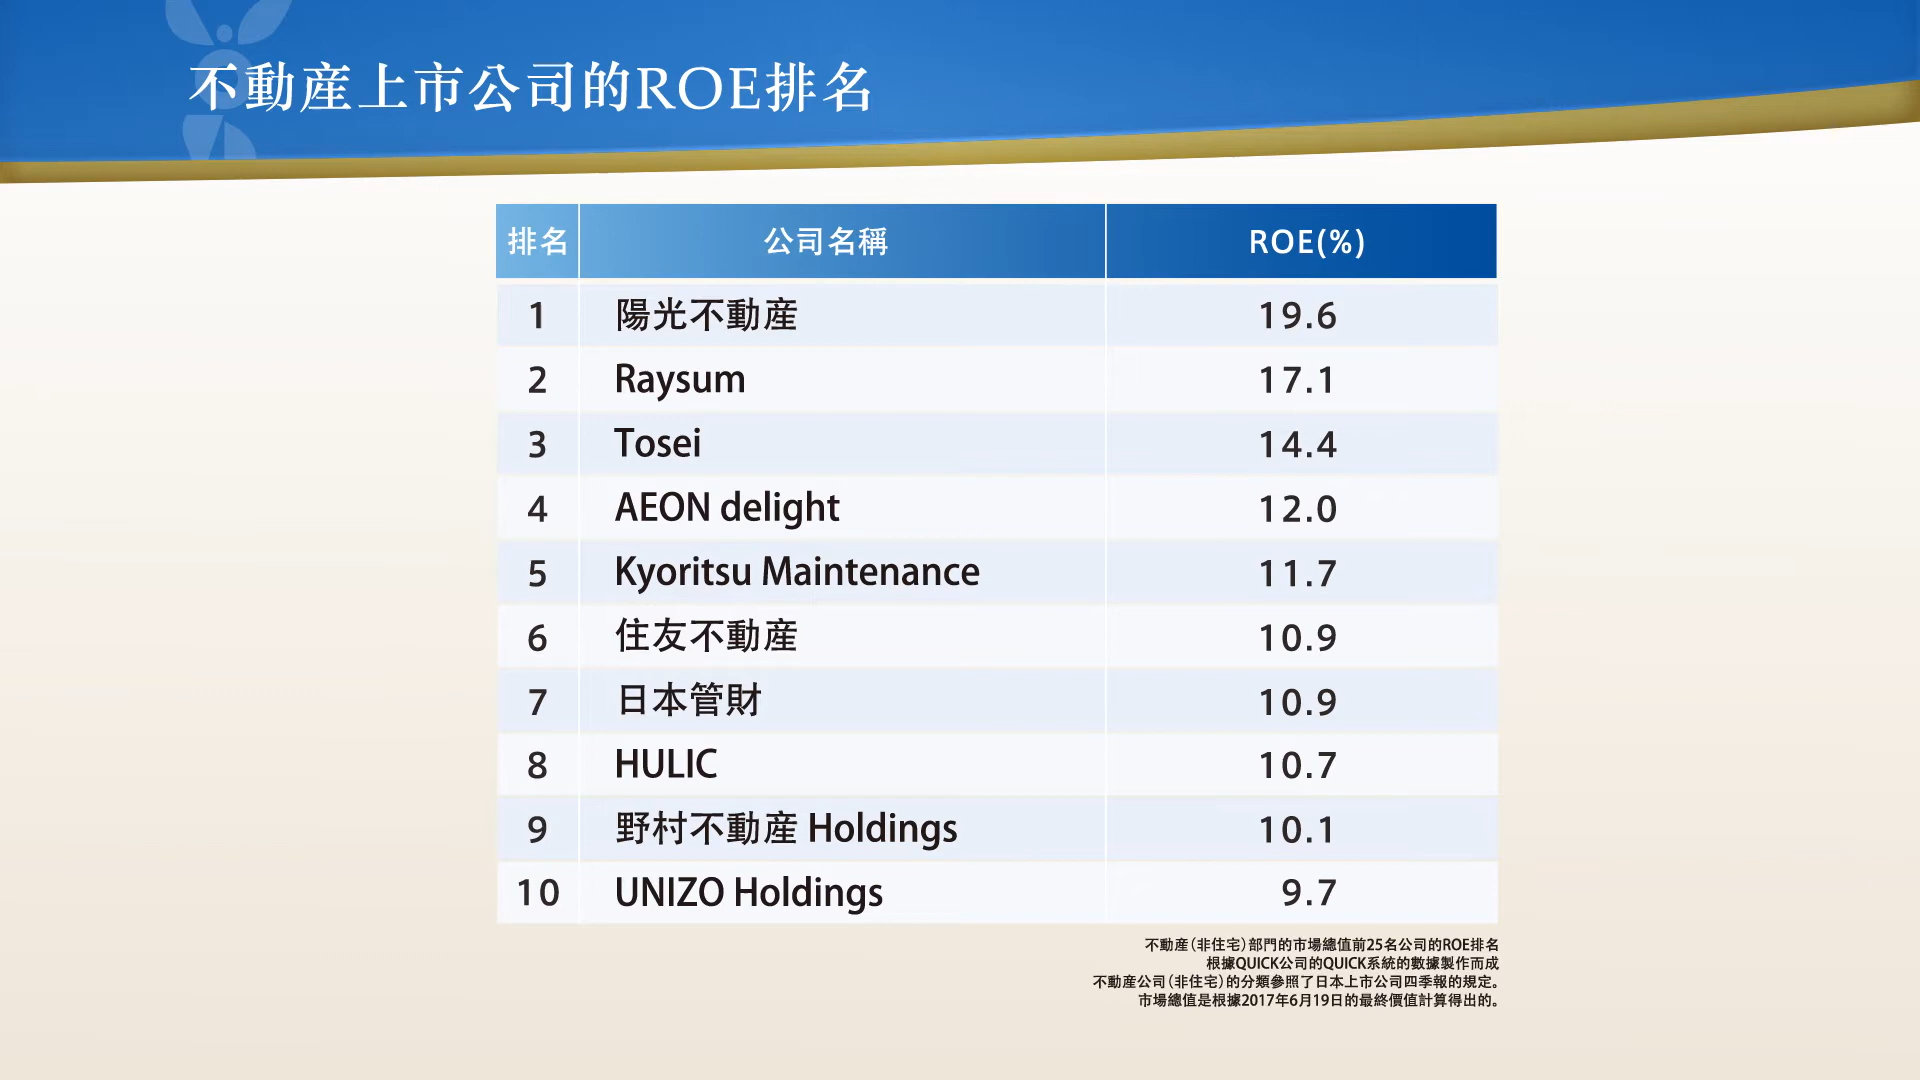 不動産上市公司的ROE排名
排名 公司名稱 ROE(%)
1 陽光不動産 19.6
2 Raysum 17.1
3 Tosei 14.4
4 AEON delight 12.0
5 Kyoritsu Maintenance 11.7
6 住友不動産 10.9
7 日本管財 10.9
8 HULIC 10.7
9 野村不動産 Holdings 10.1
10 UNIZO Holdings 9.7
不動産(非住宅)部門的市場總值前25名公司的ROE排名
根據QUICK公司的QUICK系統的數據製作而成
不動産公司(非住宅)的分類參照了日本上市公司四季報的規定。
市場總值是根據2017年6月19日的最終價值計算得出的。